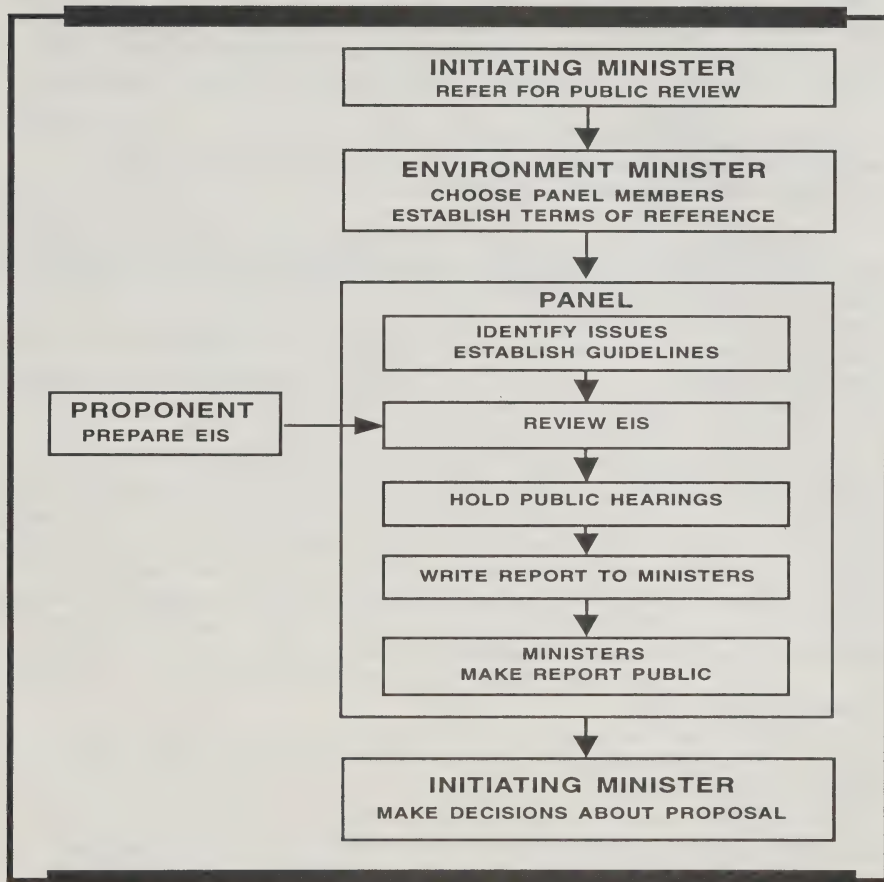 INITIATING MINISTER
REFER FOR PUBLIC REVIEW
ENVIRONMENT MINISTER
CHOOSE PANEL MEMBERS
ESTABLISH TERMS OF REFERENCE
PANEL
IDENTIFY ISSUES
ESTABLISH GUIDELINES
PROPONENT
PREPARE EIS
REVIEW EIS
HOLD PUBLIC HEARINGS
WRITE REPORT TO MINISTERS
MINISTERS
MAKE REPORT PUBLIC
INITIATING MINISTER
MAKE DECISIONS ABOUT PROPOSAL